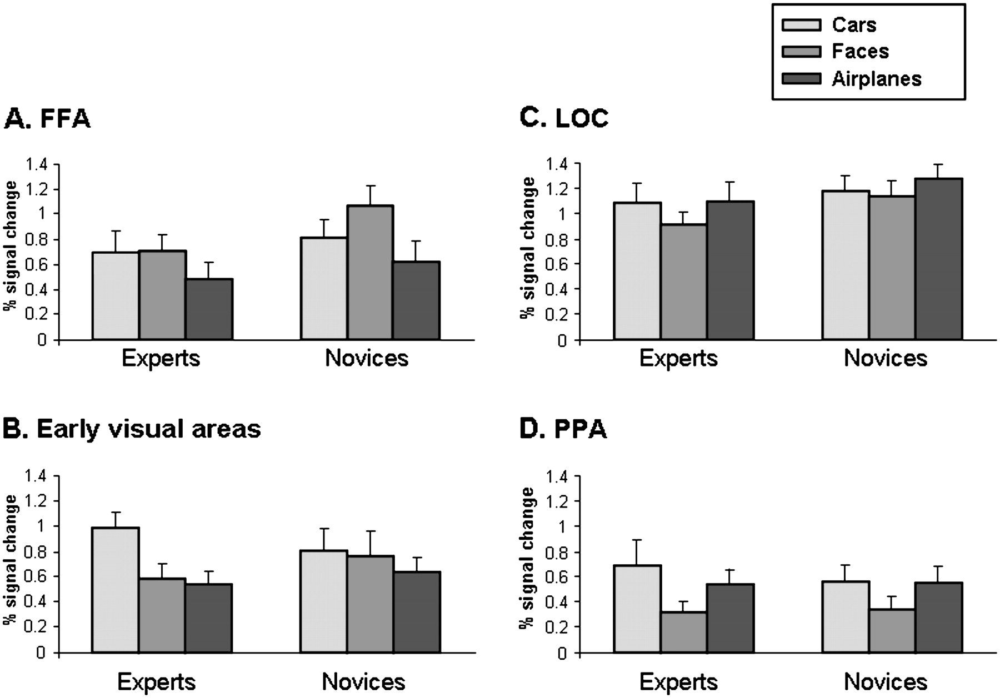 Cars
Faces
Airplanes
A. FFA
% signal change
1.4
1.2
1
0.8
0.6
0.4
0.2
0
Experts Novices
C. LOC
% signal change
1.4
1.2
1
0.8
0.6
0.4
0.2
0
Experts Novices
B. Early visual areas
% signal change
1.4
1.2
1
0.8
0.6
0.4
0.2
0
Experts Novices
D. PPA
% signal change
1.4
1.2
1
0.8
0.6
0.4
0.2
0
Experts Novices